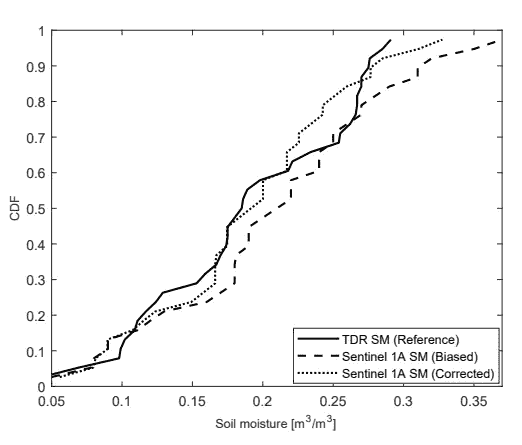 1
0.9
0.8
0.7
0.6
0.5
0.4
0.3
0.2
0.1
0
CDF
TDR SM (Reference)
Sentinel 1A SM (Biased)
Sentinel 1A SM (Corrected)
0.05 0.1 0.15 0.2 0.25 0.3 0.35
Soil moisture [m³/m³]